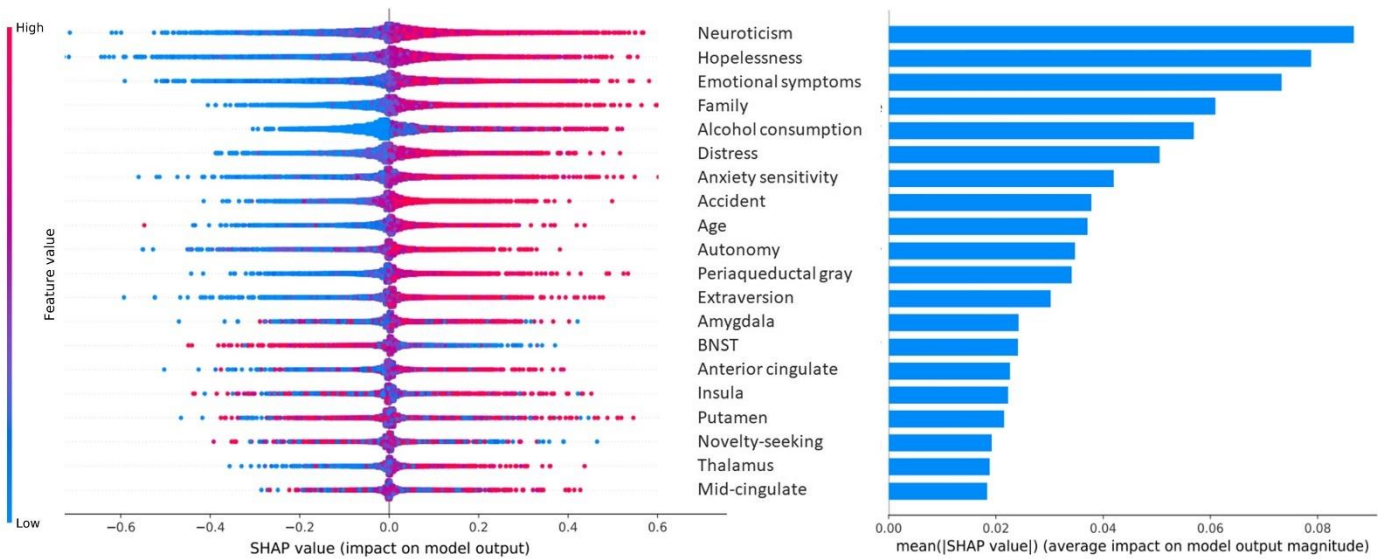 High
Feature value
Low
−0.6 −0.4 −0.2 0.0 0.2 0.4 0.6
SHAP value (impact on model output)
Neuroticism
Hopelessness
Emotional symptoms
Family
Alcohol consumption
Distress
Anxiety sensitivity
Accident
Age
Autonomy
Periaqueductal gray
Extraversion
Amygdala
BNST
Anterior cingulate
Insula
Putamen
Novelty-seeking
Thalamus
Mid-cingulate
0.00 0.02 0.04 0.06 0.08
mean(|SHAP value|) (average impact on model output magnitude)